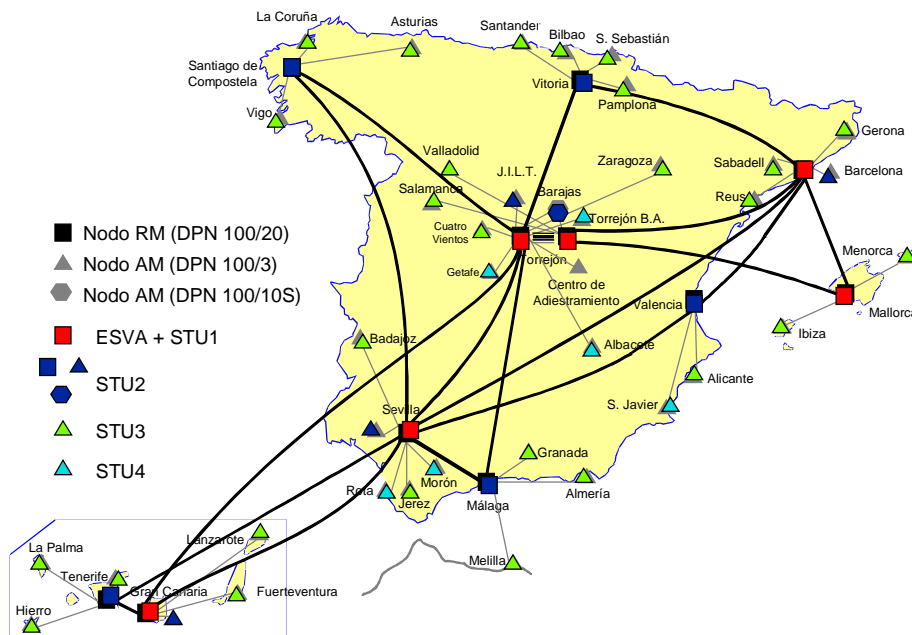 La Coruña
Asturias
Santander
Bilbao
S. Sebastián
Santiago de
Compostela
Vitoria
Pamplona
Vigo
Gerona
Valladolid
Zaragoza
Sabadell
J.I.L.T.
Barcelona
Salamanca
Barajas
Reus
Cuatro
Vientos
Torrejón B.A.
Nodo RM (DPN 100/20)
Nodo AM (DPN 100/3)
Nodo AM (DPN 100/10S)
ESVA + STU1
STU2
STU3
STU4
Torrejón
Menorca
Getafe
Centro de
Adiestramiento
Valencia
Mallorca
Ibiza
Badajoz
Albacete
Alicante
S. Javier
Sevilla
Granada
Morón
Rota
Jerez
Málaga
Almería
Melilla
Lanzarote
La Palma
Tenerife
Gran Canaria
Fuerteventura
Hierro